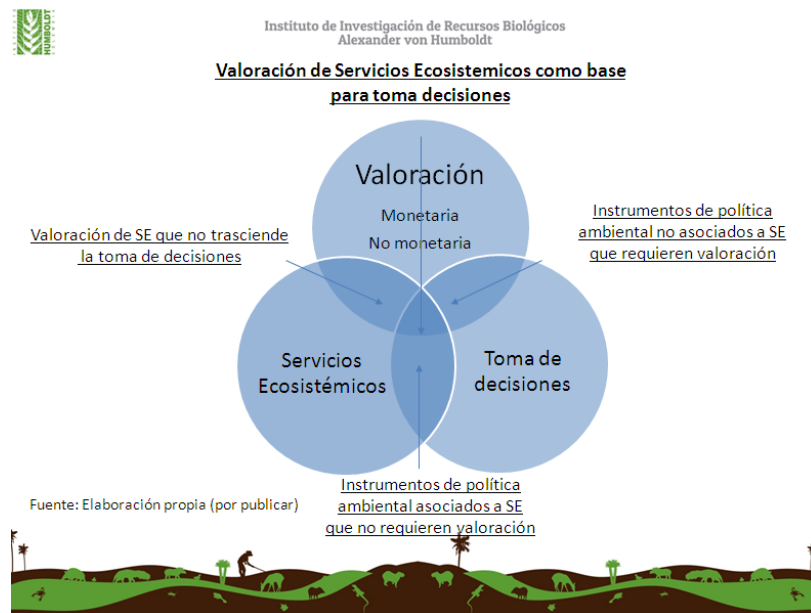 HUMBOLDT
Instituto de Investigación de Recursos Biológicos
Alexander von Humboldt
Valoración de Servicios Ecosistemicos como base
para toma decisiones
Valoración
Monetaria
No monetaria
Valoración de SE que no trasciende
la toma de decisiones
Instrumentos de política
ambiental no asociados a SE
que requieren valoración
Servicios
Ecosistémicos
Toma de
decisiones
Instrumentos de política
ambiental asociados a SE
que no requieren valoración
Fuente: Elaboración propia (por publicar)